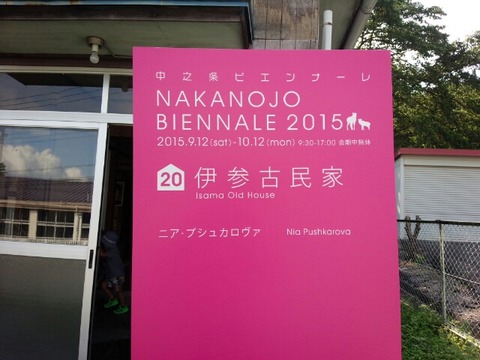 中之条ビエンナーレ
NAKANOJO
BIENNALE 2015
2015.9.12(sat)-10.12(mon) 9:30-17:00 会期中無休
20 伊参古民家
Isama Old House
ニア・プシュカロヴァ Nia Pushkarova